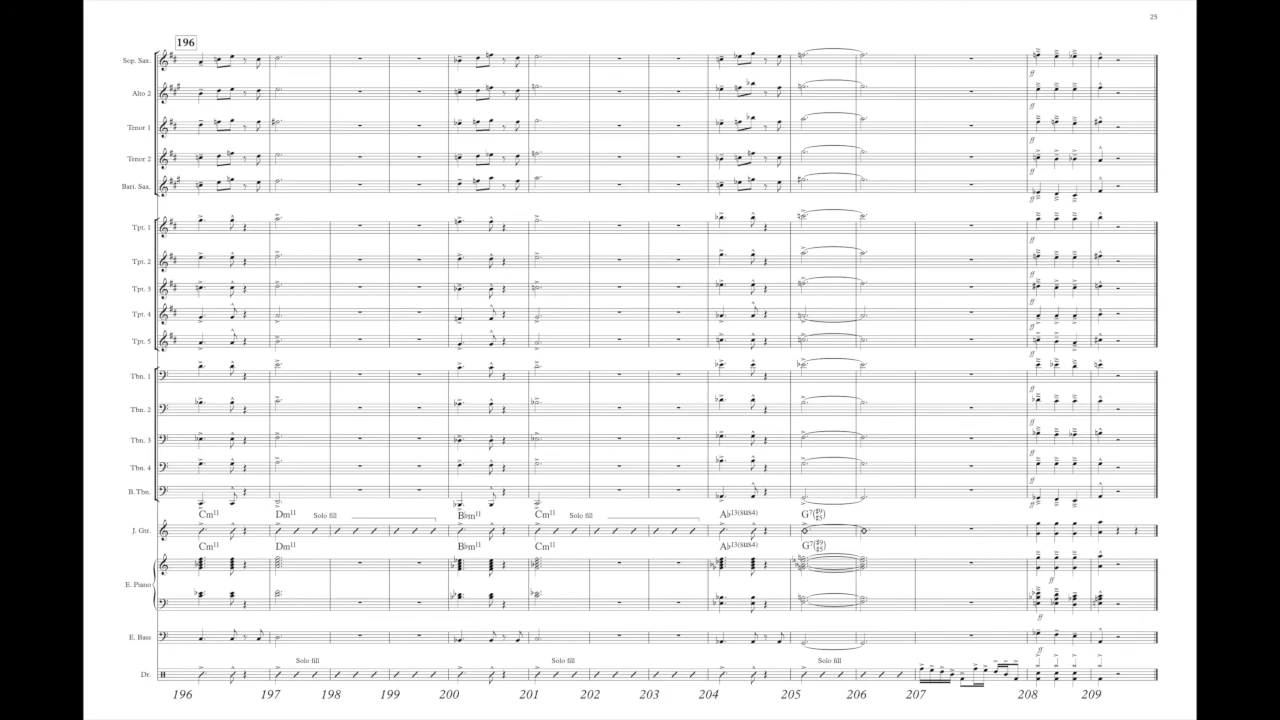 25
196
Sop. Sax.
Alto 2
Tenor 1
Tenor 2
Bari. Sax.
Tpt. 1
Tpt. 2
Tpt. 3
Tpt. 4
Tpt. 5
Tbn. 1
Tbn. 2
Tbn. 3
Tbn. 4
B. Tbn.
Cm11 Dm11 Solo fill B♭m11 Cm11 Solo fill A♭13(sus4) G7(♯9 ♯5)
J. Gtr.
Cm11 Dm11 B♭m11 Cm11 A♭13(sus4) G7(♯9 ♯5)
E. Piano
ff
ff
E. Bass
ff
Solo fill Solo fill Solo fill
Dr.
ff
196 197 198 199 200 201 202 203 204 205 206 207 208 209